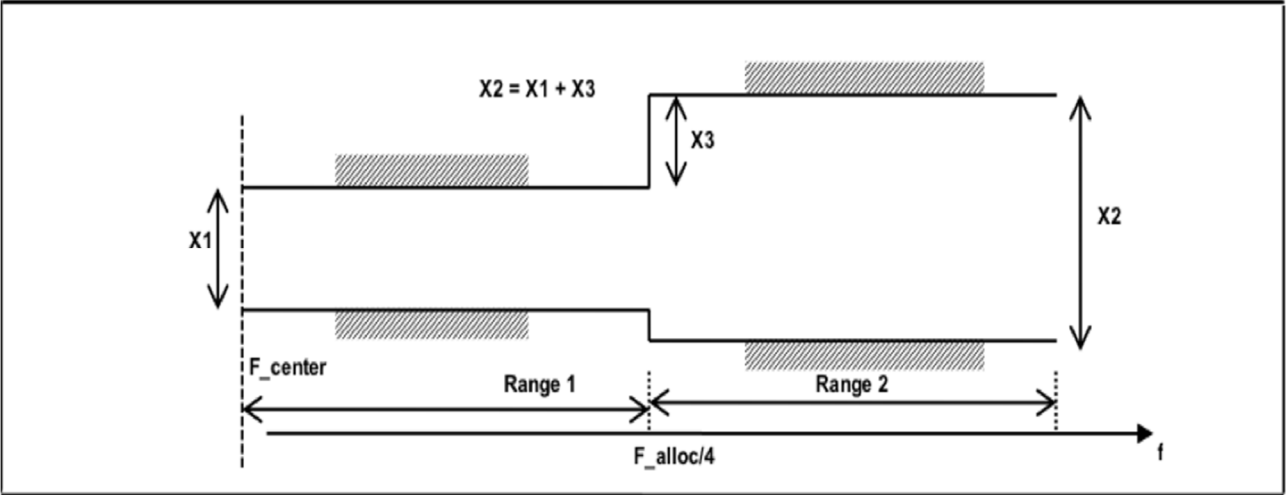 X2 = X1 + X3
X3
X1
X2
F_center
Range 1
Range 2
F_alloc/4
f